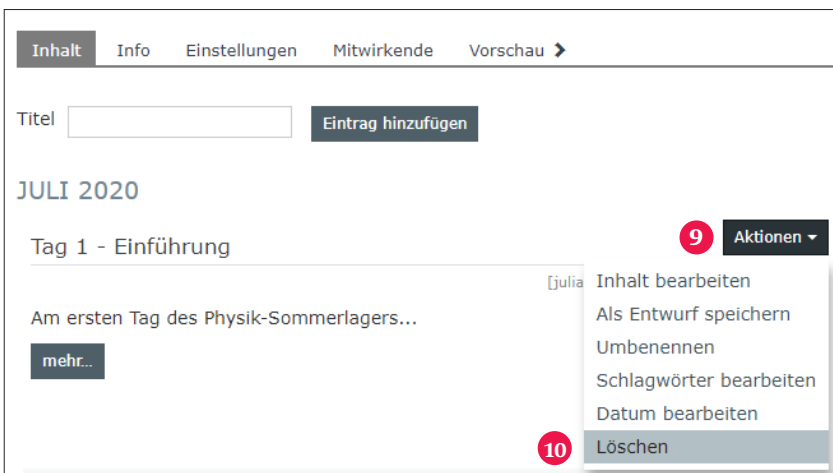 Inhalt Info Einstellungen Mitwirkende Vorschau
Titel Eintrag hinzufügen
JULI 2020
Tag 1 - Einführung
9 Aktionen
[julia
Inhalt bearbeiten
Als Entwurf speichern
Umbenennen
Schlagwörter bearbeiten
Datum bearbeiten
10 Löschen
Am ersten Tag des Physik-Sommerlagers...
mehr...